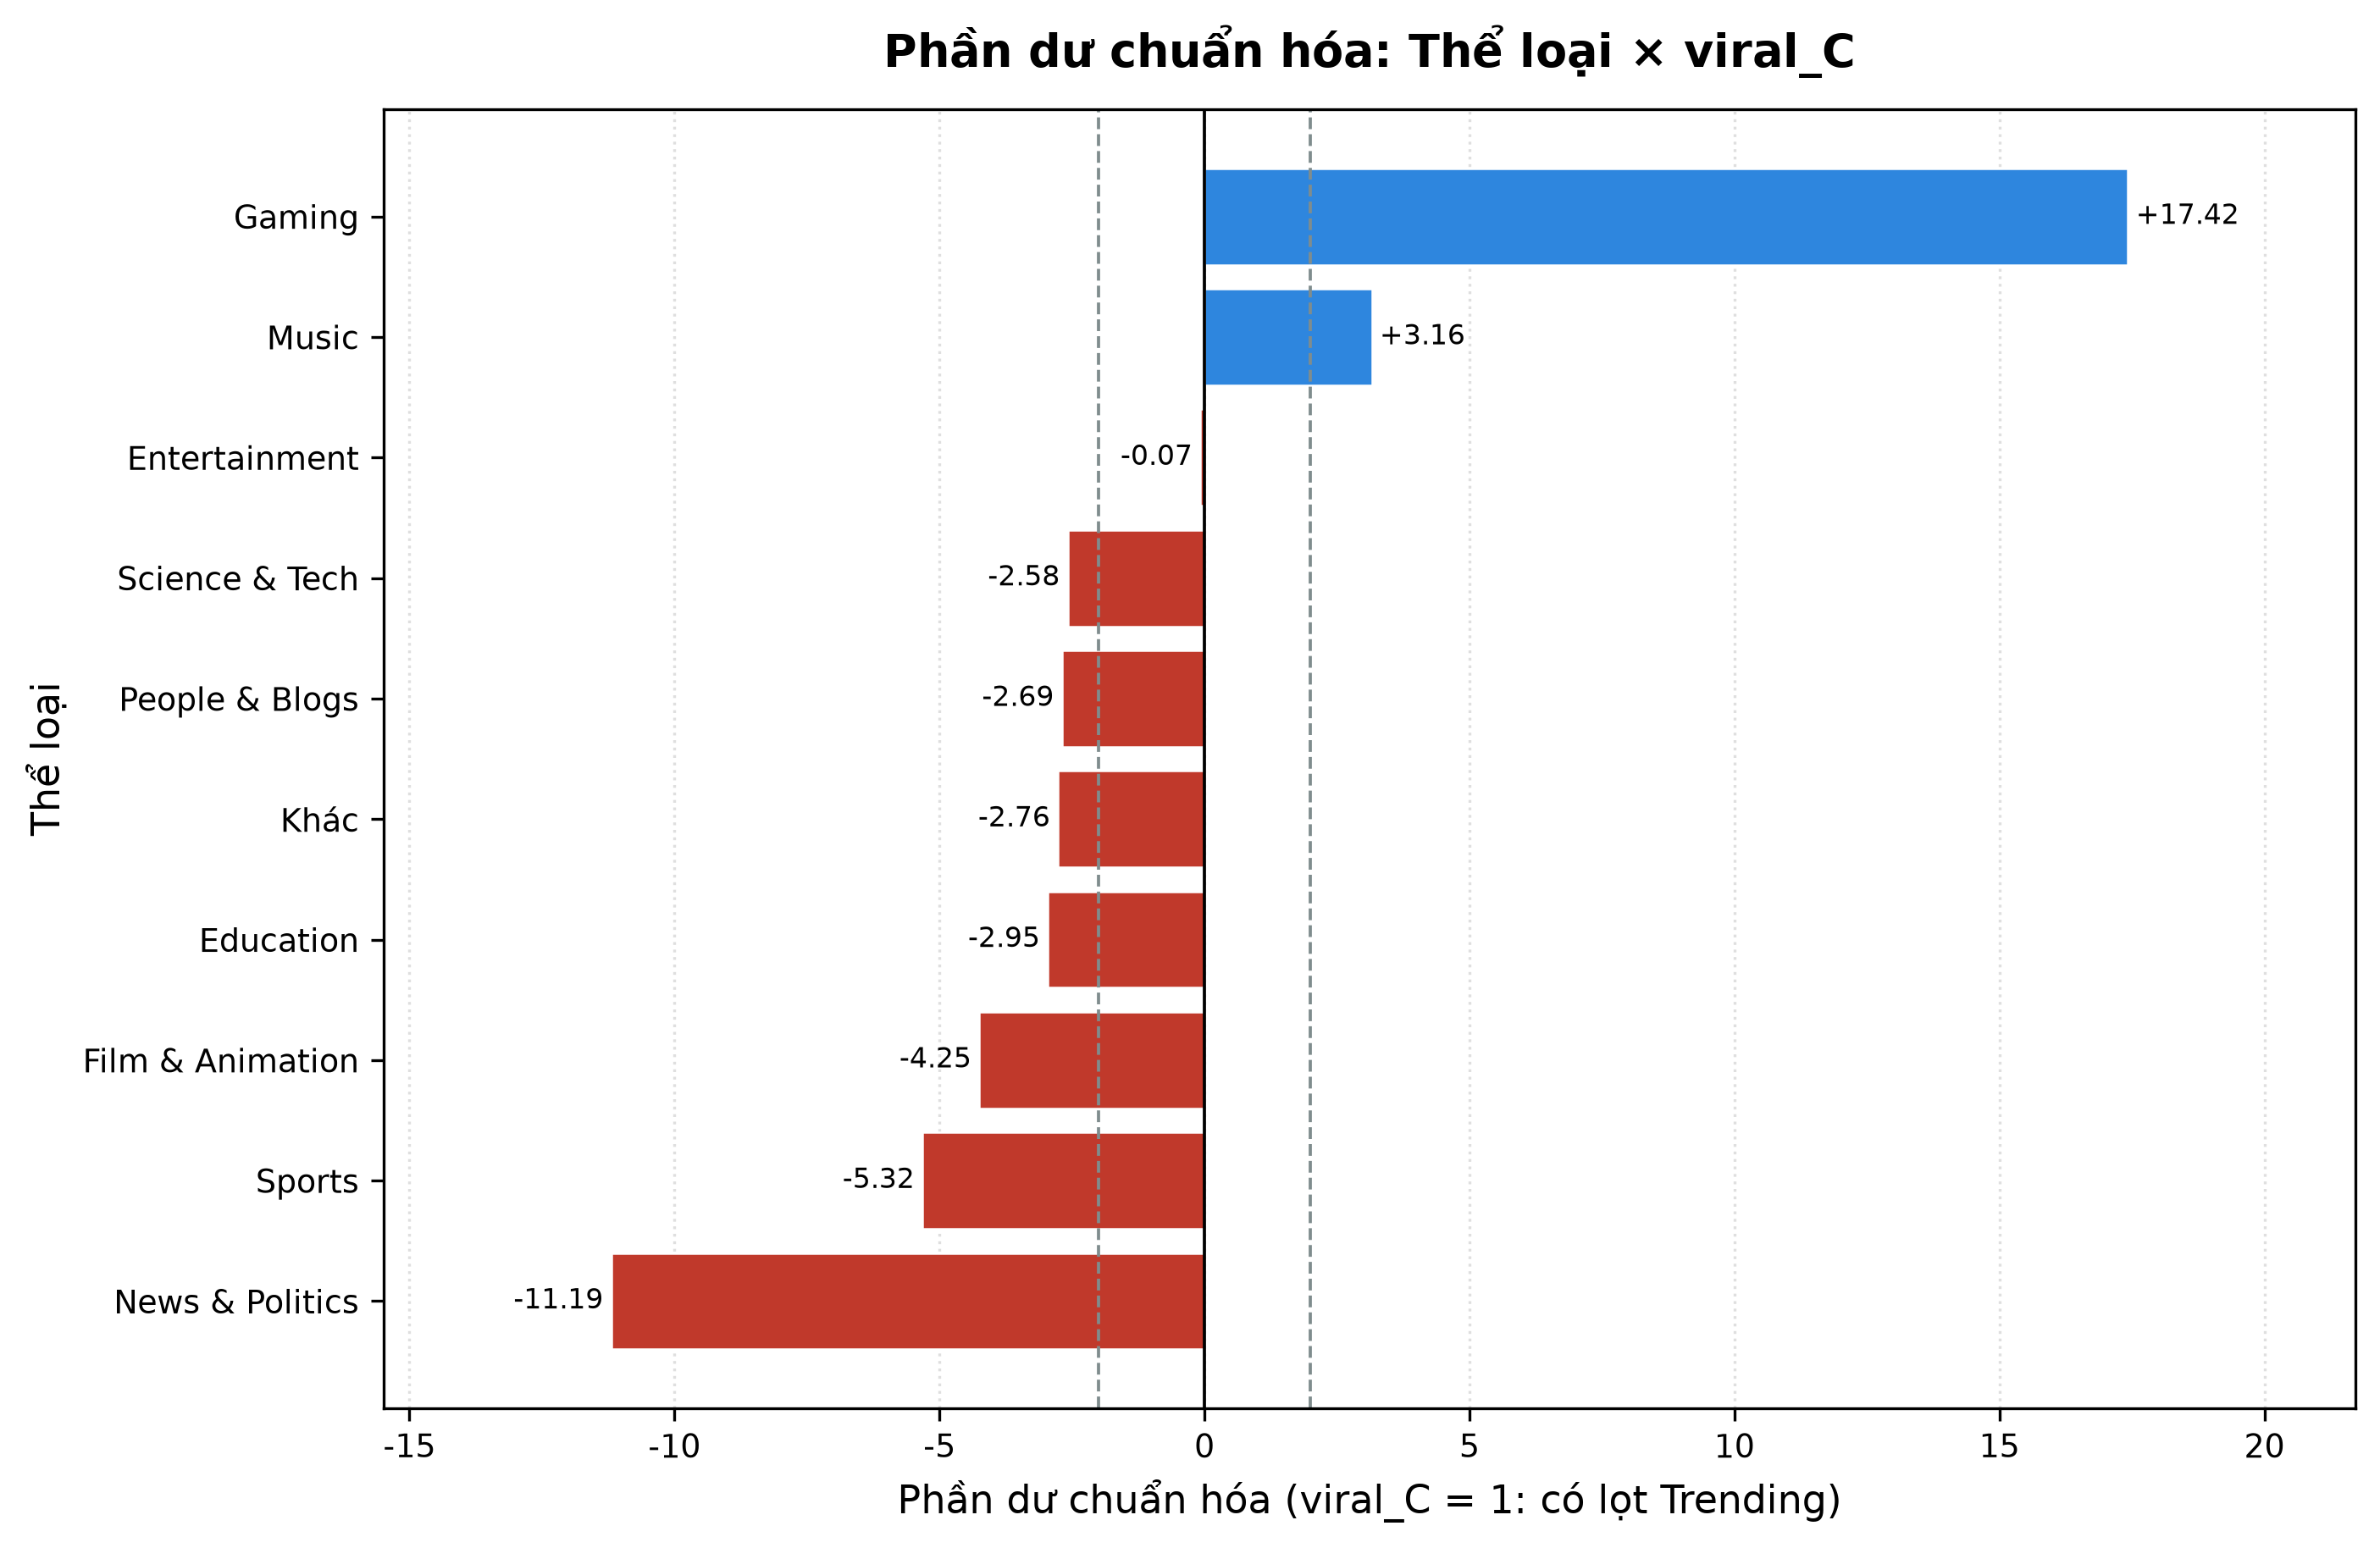 Phần dư chuẩn hóa: Thể loại × viral_C
Thể loại
Gaming
+17.42
Music
+3.16
Entertainment
-0.07
Science & Tech
-2.58
People & Blogs
-2.69
Khác
-2.76
Education
-2.95
Film & Animation
-4.25
Sports
-5.32
News & Politics
-11.19
-15 -10 -5 0 5 10 15 20
Phần dư chuẩn hóa (viral_C = 1: có lọt Trending)